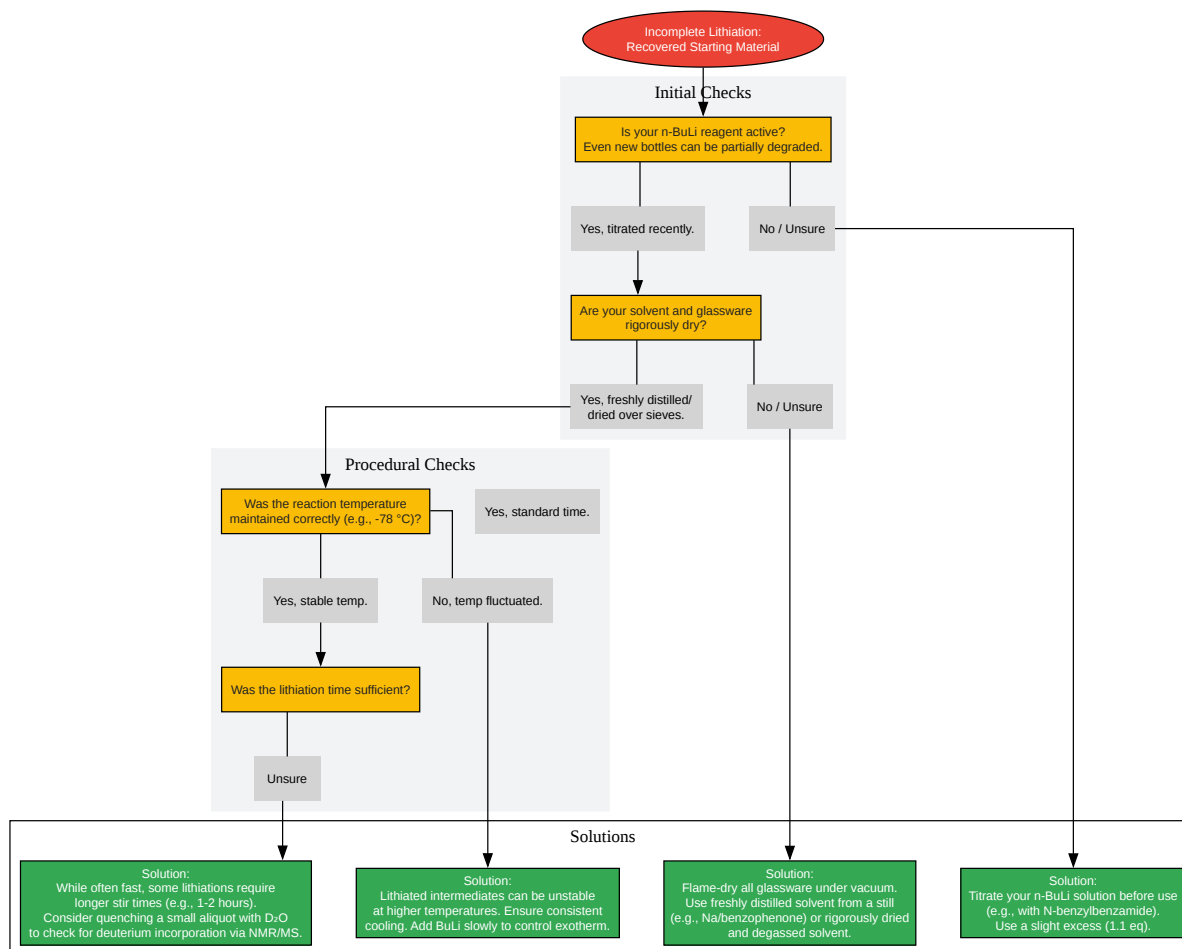 Incomplete Lithiation:
Recovered Starting Material
Initial Checks
Is your n-BuLi reagent active?
Even new bottles can be partially degraded.
Yes, titrated recently.
No / Unsure
Are your solvent and glassware
rigorously dry?
Yes, freshly distilled/
dried over sieves.
No / Unsure
Procedural Checks
Was the reaction temperature
maintained correctly (e.g., -78 °C)?
Yes, standard time.
Yes, stable temp.
No, temp fluctuated.
Was the lithiation time sufficient?
Unsure
Solutions
Solution:
While often fast, some lithiations require
longer stir times (e.g., 1-2 hours).
Consider quenching a small aliquot with D₂O
to check for deuterium incorporation via NMR/MS.
Solution:
Lithiated intermediates can be unstable
at higher temperatures. Ensure consistent
cooling. Add BuLi slowly to control exotherm.
Solution:
Flame-dry all glassware under vacuum.
Use freshly distilled solvent from a still
(e.g., Na/benzophenone) or rigorously dried
and degassed solvent.
Solution:
Titrate your n-BuLi solution before use
(e.g., with N-benzylbenzamide).
Use a slight excess (1.1 eq).